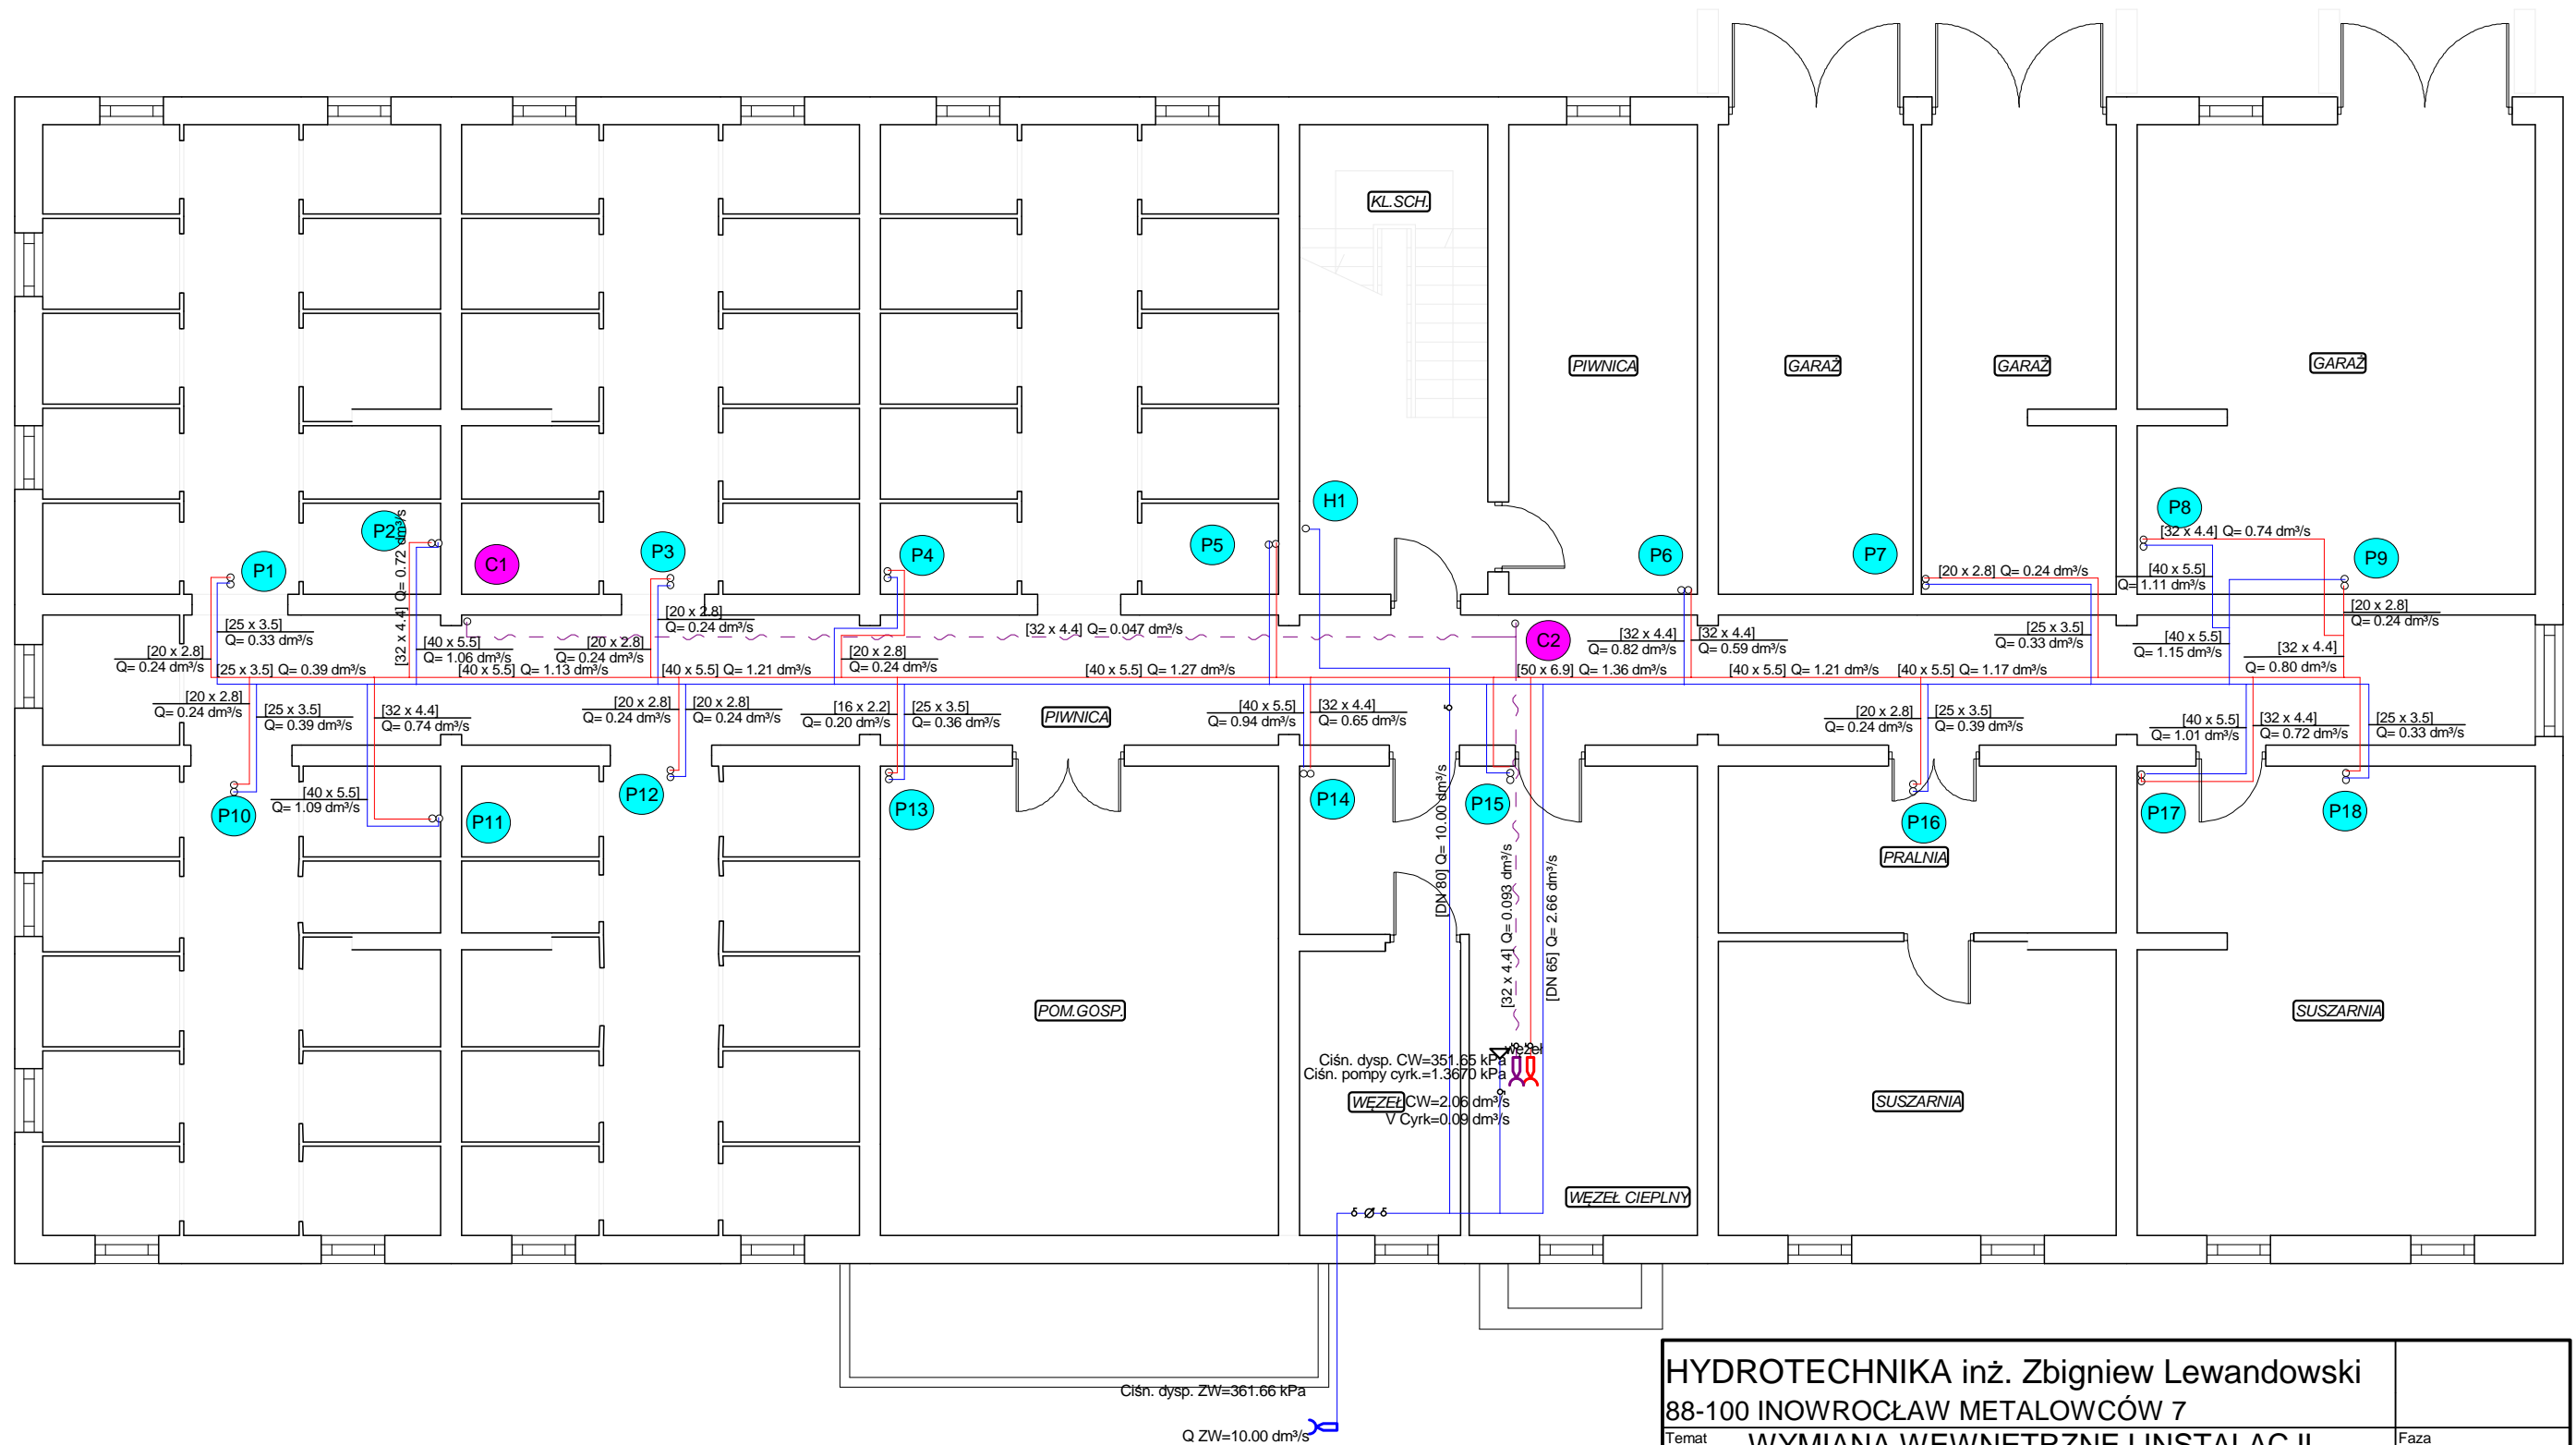 KL.SCH.
PIWNICA
GARAŻ
GARAŻ
GARAŻ
H1
P8
[32 x 4.4] Q= 0.74 dm³/s
P2
[32 x 4.4] Q= 0.72 dm³/s
P1
C1
P3
P4
P5
P6
P7
P9
[20 x 2.8] Q= 0.24 dm³/s
[40 x 5.5]
Q= 1.11 dm³/s
[25 x 3.5]
Q= 0.33 dm³/s
[20 x 2.8]
Q= 0.24 dm³/s
[20 x 2.8]
Q= 0.24 dm³/s
[40 x 5.5]
Q= 1.06 dm³/s
[20 x 2.8]
Q= 0.24 dm³/s
[32 x 4.4] Q= 0.047 dm³/s
[20 x 2.8]
Q= 0.24 dm³/s
C2
[32 x 4.4]
Q= 0.82 dm³/s
[32 x 4.4]
Q= 0.59 dm³/s
[25 x 3.5]
Q= 0.33 dm³/s
[40 x 5.5]
Q= 1.15 dm³/s
[20 x 2.8]
Q= 0.24 dm³/s
[32 x 4.4]
Q= 0.80 dm³/s
[25 x 3.5] Q= 0.39 dm³/s
[40 x 5.5] Q= 1.13 dm³/s
[40 x 5.5] Q= 1.21 dm³/s
[40 x 5.5] Q= 1.27 dm³/s
[50 x 6.9] Q= 1.36 dm³/s
[40 x 5.5] Q= 1.21 dm³/s
[40 x 5.5] Q= 1.17 dm³/s
[20 x 2.8]
Q= 0.24 dm³/s
[25 x 3.5]
Q= 0.39 dm³/s
[32 x 4.4]
Q= 0.74 dm³/s
[20 x 2.8]
Q= 0.24 dm³/s
[20 x 2.8]
Q= 0.24 dm³/s
[16 x 2.2]
Q= 0.20 dm³/s
[25 x 3.5]
Q= 0.36 dm³/s
PIWNICA
[40 x 5.5]
Q= 0.94 dm³/s
[32 x 4.4]
Q= 0.65 dm³/s
[20 x 2.8]
Q= 0.24 dm³/s
[25 x 3.5]
Q= 0.39 dm³/s
[40 x 5.5]
Q= 1.01 dm³/s
[32 x 4.4]
Q= 0.72 dm³/s
[25 x 3.5]
Q= 0.33 dm³/s
[40 x 5.5]
Q= 1.09 dm³/s
P10
P11
P12
P13
P14
P15
P16
P17
P18
PRALNIA
[DN 80] Q= 10.00 dm³/s
[32 x 4.4] Q= 0.093 dm³/s
[DN 65] Q= 2.66 dm³/s
POM.GOSP.
SUSZARNIA
węzeł
Ciśn. dysp. CW=351.65 kPa
Ciśn. pompy cyrk.=1.3670 kPa
WĘZEŁ
CW=2.06 dm³/s
V Cyrk=0.09 dm³/s
SUSZARNIA
WĘZEŁ CIEPLNY
Ciśn. dysp. ZW=361.66 kPa
Q ZW=10.00 dm³/s
HYDROTECHNIKA inż. Zbigniew Lewandowski
88-100 INOWROCŁAW METALOWCÓW 7
Temat WYMIANA WEWNĘTRZNEJ INSTALACJI
Faza